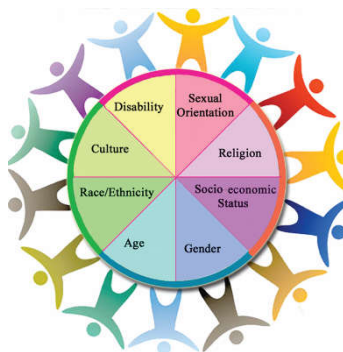 Disability
Sexual
Orientation
Culture
Religion
Race/Ethnicity
Socio economic
Status
Age
Gender